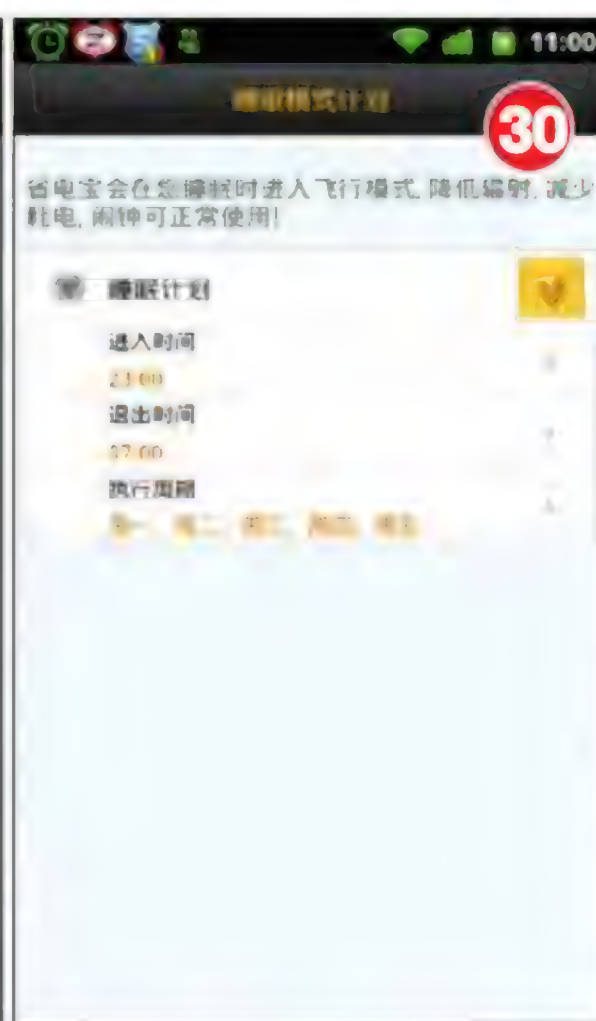 11:00
睡眠模式计划
30
省电宝会在您睡眠时进入飞行模式,降低辐射,减少
耗电,闹钟可正常使用!
睡眠计划
进入时间
23:00
退出时间
07:00
执行周期
周一、周二、周三、周四、周五